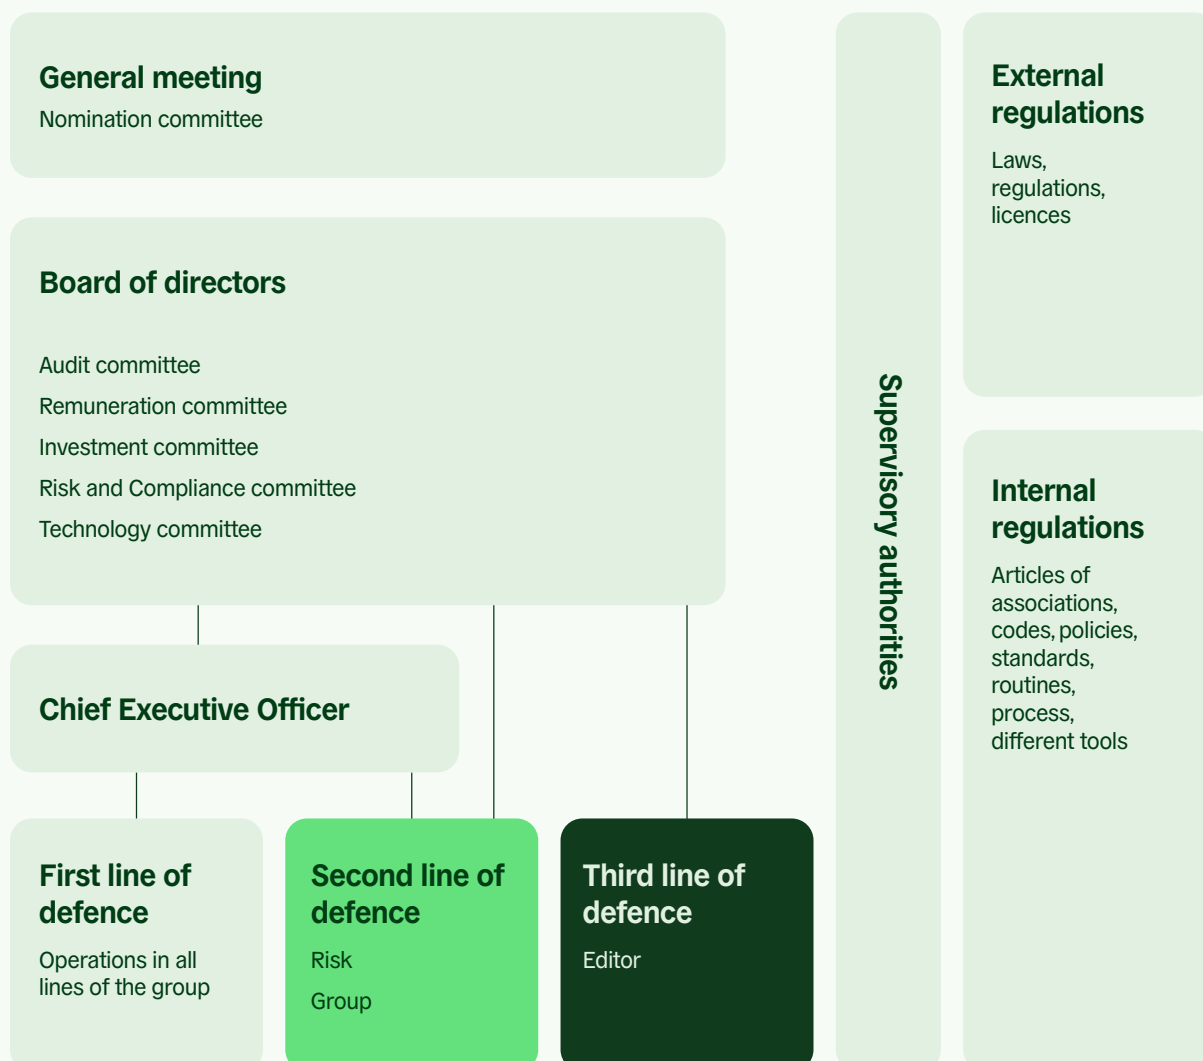 General meeting
Nomination committee
Board of directors
Audit committee
Remuneration committee
Investment committee
Risk and Compliance committee
Technology committee
Chief Executive Officer
First line of
defence
Operations in all
lines of the group
Second line of
defence
Risk
Group
Third line of
defence
Editor
Supervisory authorities
External
regulations
Laws,
regulations,
licences
Internal
regulations
Articles of
associations,
codes, policies,
standards,
routines,
process,
different tools